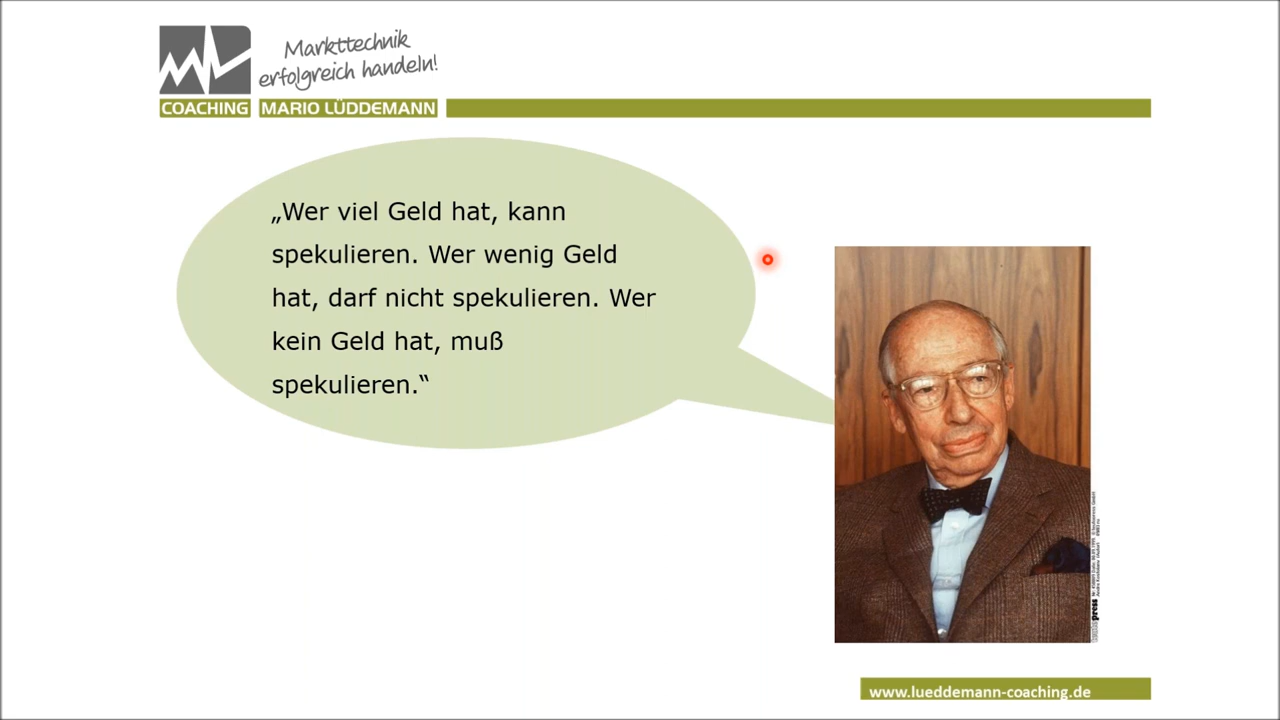 Markttechnik
erfolgreich handeln!
COACHING MARIO LÜDDEMANN
„Wer viel Geld hat, kann
spekulieren. Wer wenig Geld
hat, darf nicht spekulieren. Wer
kein Geld hat, muß
spekulieren.“
press
www.lueddemann-coaching.de